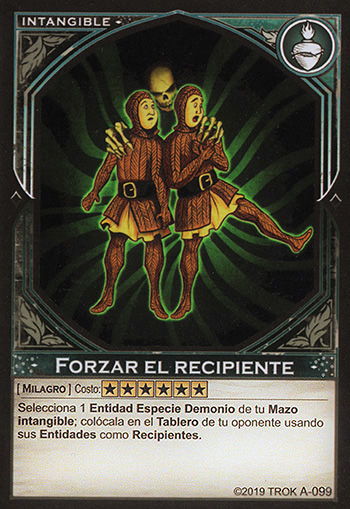 INTANGIBLE
FORZAR EL RECIPIENTE
[ MILAGRO ] Costo: ★★★★★★
Selecciona 1 Entidad Especie Demonio de tu Mazo
intangible; colócala en el Tablero de tu oponente usando
sus Entidades como Recipientes.
©2019 TROK A-099